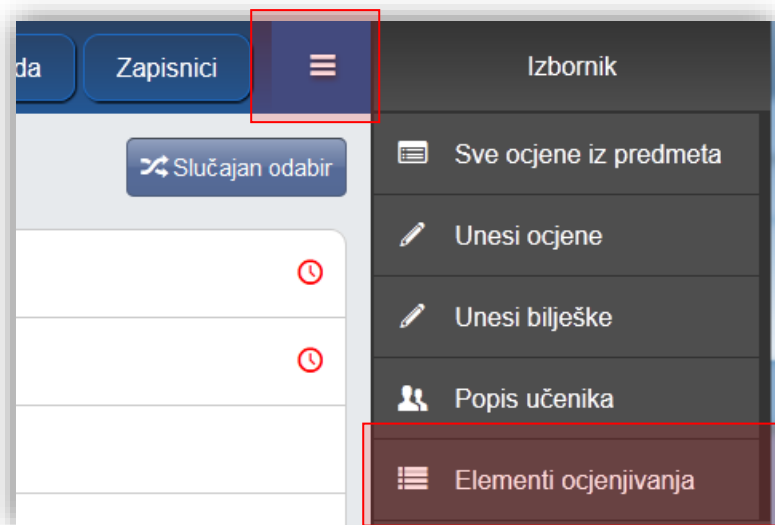 da
Zapisnici
Izbornik
Slučajan odabir
Sve ocjene iz predmeta
Unesi ocjene
Unesi bilješke
Popis učenika
Elementi ocjenjivanja